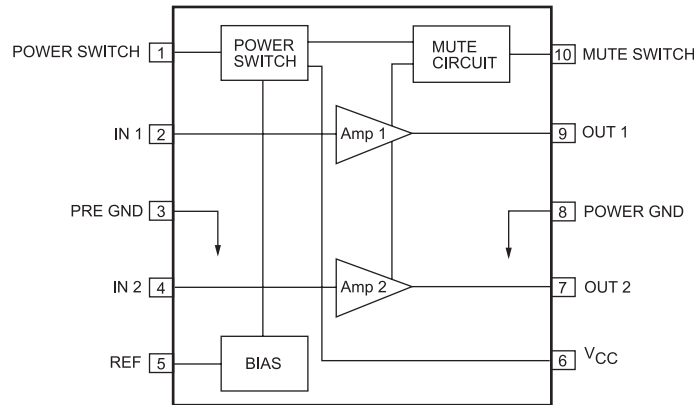 POWER SWITCH 1
POWER
SWITCH
MUTE
CIRCUIT
10 MUTE SWITCH
IN 1 2
Amp 1
9 OUT 1
PRE GND 3
8 POWER GND
IN 2 4
Amp 2
7 OUT 2
REF 5
BIAS
6 VCC